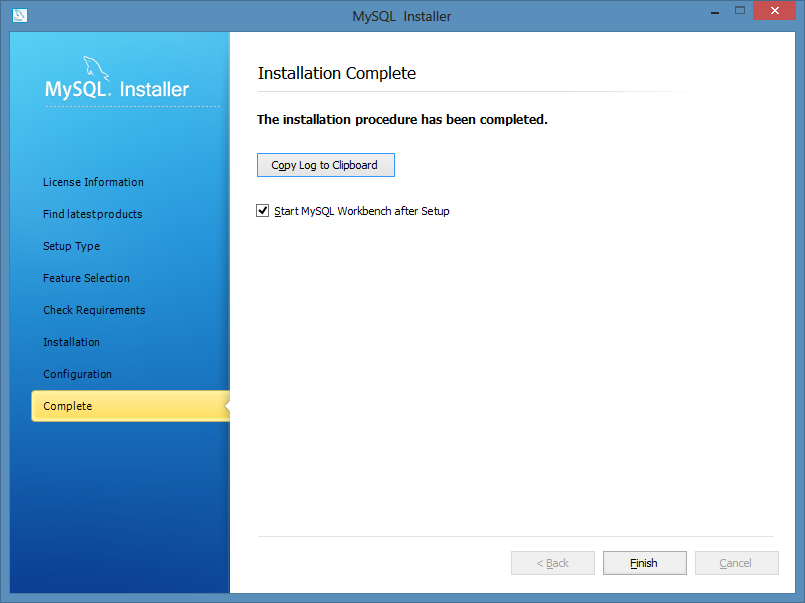 MySQL Installer
MySQL. Installer
License Information
Find latest products
Setup Type
Feature Selection
Check Requirements
Installation
Configuration
Complete
Installation Complete
The installation procedure has been completed.
Copy Log to Clipboard
Start MySQL Workbench after Setup
< Back
Finish
Cancel